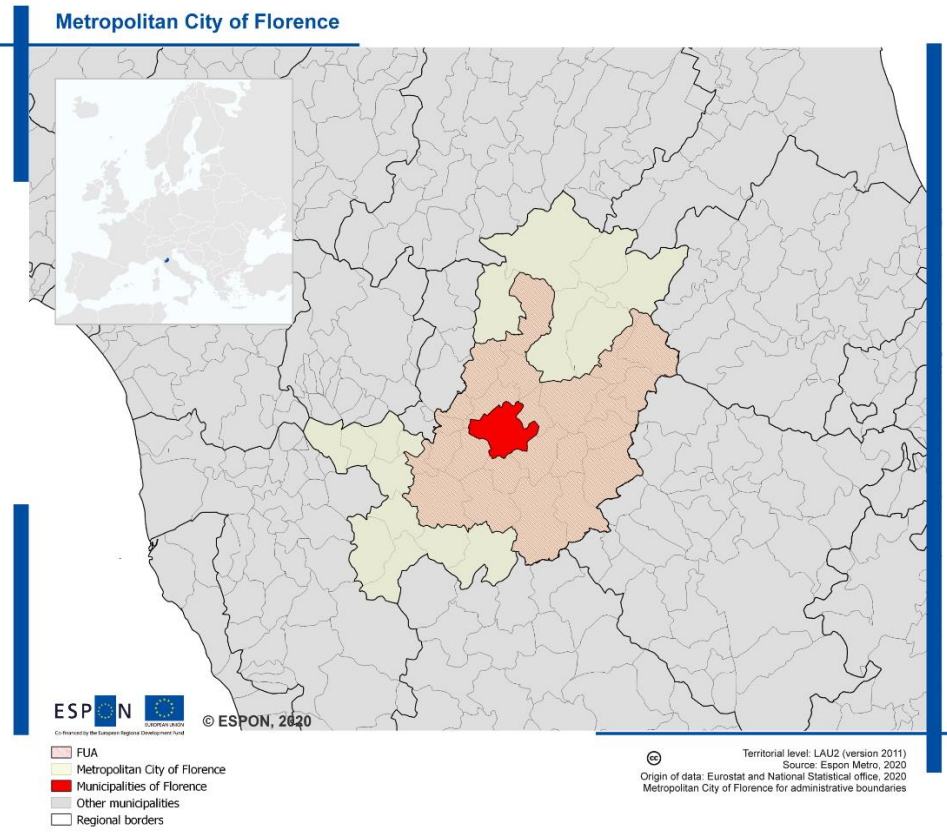 Metropolitan City of Florence
ESPON
EUROPEAN UNION
Co-financed by the European Regional Development Fund
© ESPON, 2020
FUA
Metropolitan City of Florence
Municipalities of Florence
Other municipalities
Regional borders
cc
Territorial level: LAU2 (version 2011)
Source: Espon Metro, 2020
Origin of data: Eurostat and National Statistical office, 2020
Metropolitan City of Florence for administrative boundaries